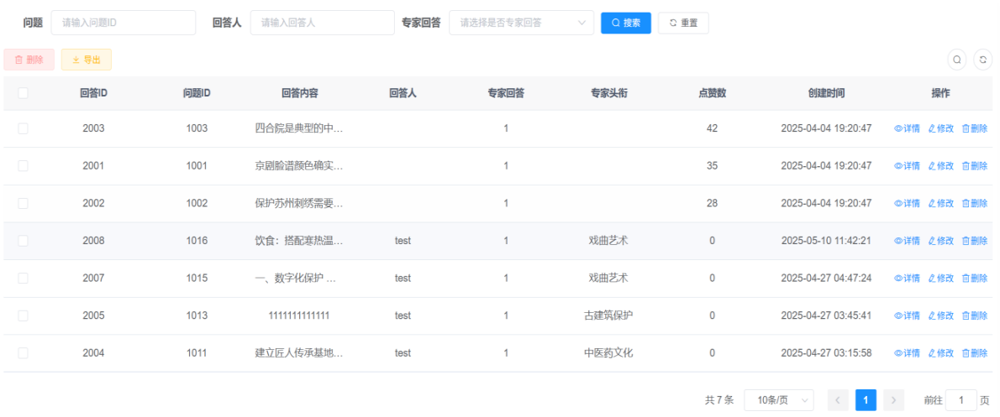 问题 请输入问题ID 回答人 请输入回答人 专家回答 请选择是否专家回答 搜索 重置
删除 导出
回答ID 问题ID 回答内容 回答人 专家回答 专家头衔 点赞数 创建时间 操作
2003 1003 四合院是典型的中... 1 42 2025-04-04 19:20:47 详情 修改 删除
2001 1001 京剧脸谱颜色确实... 1 35 2025-04-04 19:20:47 详情 修改 删除
2002 1002 保护苏州刺绣需要... 1 28 2025-04-04 19:20:47 详情 修改 删除
2008 1016 饮食：搭配寒热温... test 1 戏曲艺术 0 2025-05-10 11:42:21 详情 修改 删除
2007 1015 一、数字化保护 ... test 1 戏曲艺术 0 2025-04-27 04:47:24 详情 修改 删除
2005 1013 1111111111111 test 1 古建筑保护 0 2025-04-27 03:45:41 详情 修改 删除
2004 1011 建立匠人传承基地... test 1 中医药文化 0 2025-04-27 03:15:58 详情 修改 删除
共 7 条 10条/页 1 前往 1 页